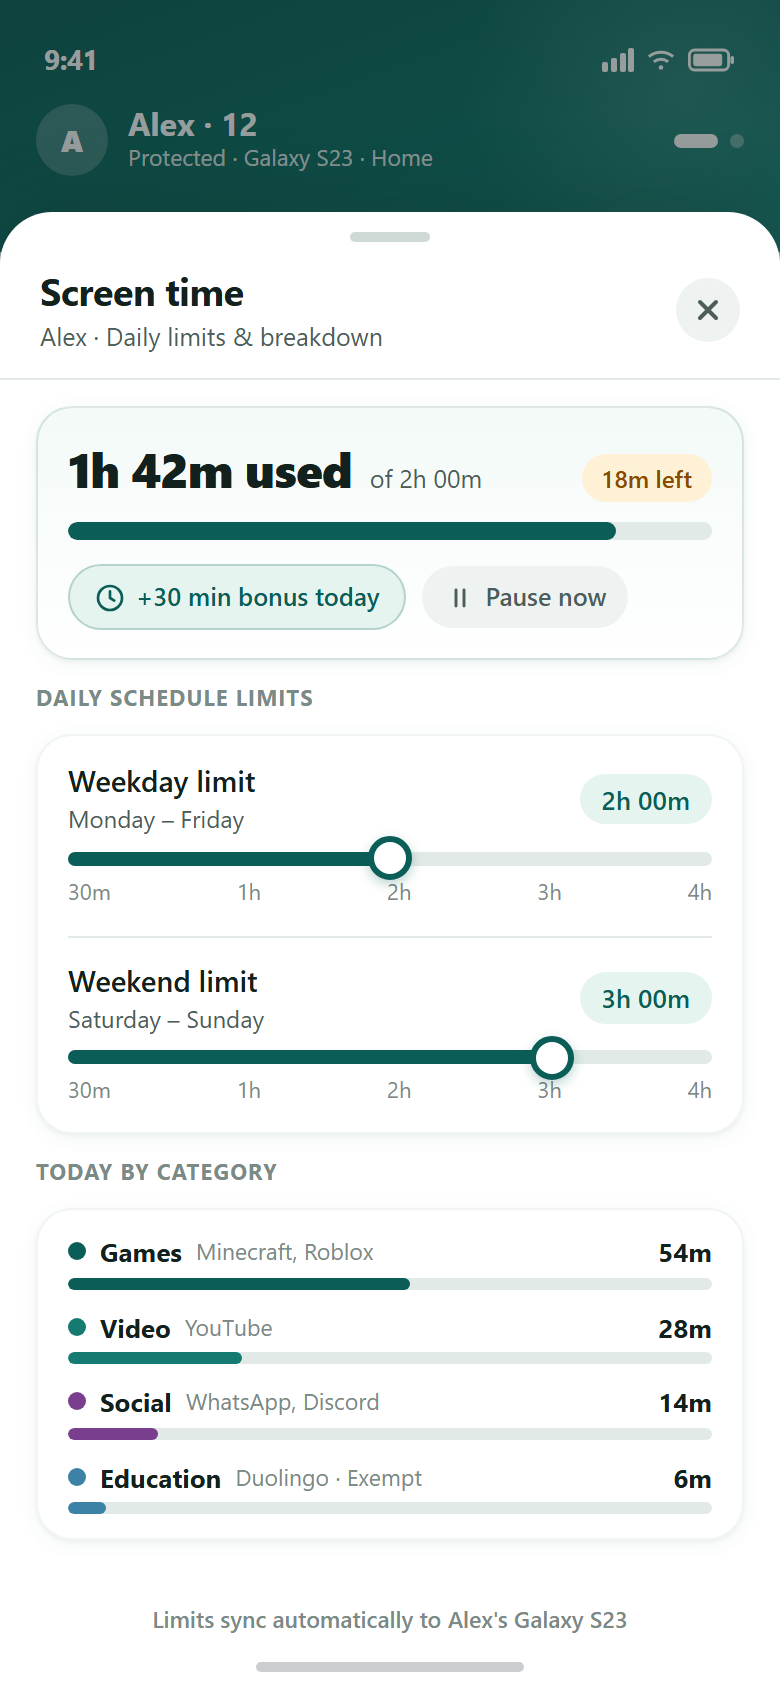 9:41
A
Alex · 12
Protected · Galaxy S23 · Home
Screen time
Alex · Daily limits & breakdown
1h 42m used of 2h 00m
18m left
+30 min bonus today
Pause now
DAILY SCHEDULE LIMITS
Weekday limit
2h 00m
Monday – Friday
30m 1h 2h 3h 4h
Weekend limit
3h 00m
Saturday – Sunday
30m 1h 2h 3h 4h
TODAY BY CATEGORY
Games Minecraft, Roblox 54m
Video YouTube 28m
Social WhatsApp, Discord 14m
Education Duolingo · Exempt 6m
Limits sync automatically to Alex's Galaxy S23